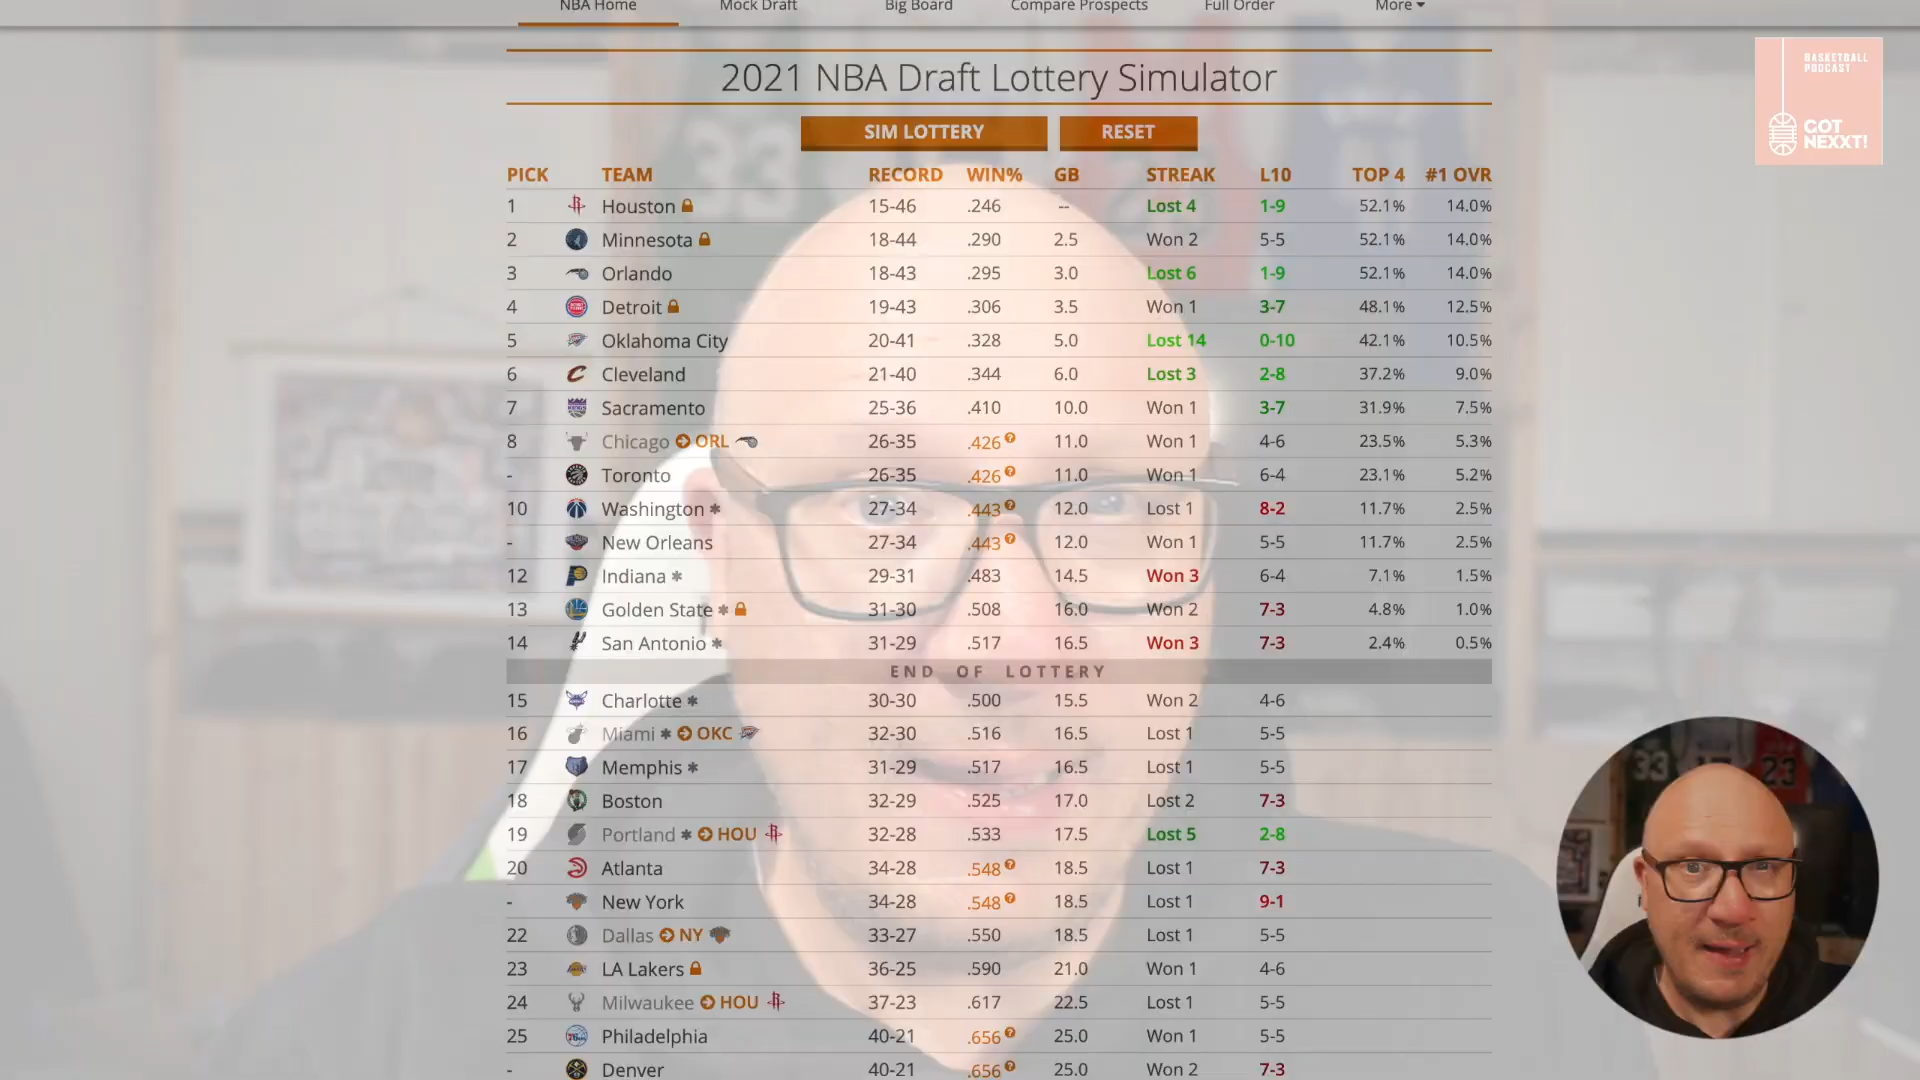 NBA Home Mock Draft Big Board Compare Prospects Full Order More
BASKETBALL
PODCAST
GOT
NEXXT!
2021 NBA Draft Lottery Simulator
SIM LOTTERY RESET
PICK TEAM RECORD WIN% GB STREAK L10 TOP 4 #1 OVR
1 Houston 15-46 .246 -- Lost 4 1-9 52.1% 14.0%
2 Minnesota 18-44 .290 2.5 Won 2 5-5 52.1% 14.0%
3 Orlando 18-43 .295 3.0 Lost 6 1-9 52.1% 14.0%
4 Detroit 19-43 .306 3.5 Won 1 3-7 48.1% 12.5%
5 Oklahoma City 20-41 .328 5.0 Lost 14 0-10 42.1% 10.5%
6 Cleveland 21-40 .344 6.0 Lost 3 2-8 37.2% 9.0%
7 Sacramento 25-36 .410 10.0 Won 1 3-7 31.9% 7.5%
8 Chicago ORL 26-35 .426 ? 11.0 Won 1 4-6 23.5% 5.3%
- Toronto 26-35 .426 ? 11.0 Won 1 6-4 23.1% 5.2%
10 Washington * 27-34 .443 ? 12.0 Lost 1 8-2 11.7% 2.5%
- New Orleans 27-34 .443 ? 12.0 Won 1 5-5 11.7% 2.5%
12 Indiana * 29-31 .483 14.5 Won 3 6-4 7.1% 1.5%
13 Golden State * 31-30 .508 16.0 Won 2 7-3 4.8% 1.0%
14 San Antonio * 31-29 .517 16.5 Won 3 7-3 2.4% 0.5%
END OF LOTTERY
15 Charlotte * 30-30 .500 15.5 Won 2 4-6
16 Miami * OKC 32-30 .516 16.5 Lost 1 5-5
17 Memphis * 31-29 .517 16.5 Lost 1 5-5
18 Boston 32-29 .525 17.0 Lost 2 7-3
19 Portland * HOU 32-28 .533 17.5 Lost 5 2-8
20 Atlanta 34-28 .548 ? 18.5 Lost 1 7-3
- New York 34-28 .548 ? 18.5 Lost 1 9-1
22 Dallas NY 33-27 .550 18.5 Lost 1 5-5
23 LA Lakers 36-25 .590 21.0 Won 1 4-6
24 Milwaukee HOU 37-23 .617 22.5 Lost 1 5-5
25 Philadelphia 40-21 .656 ? 25.0 Won 1 5-5
- Denver 40-21 .656 ? 25.0 Won 2 7-3
33
23